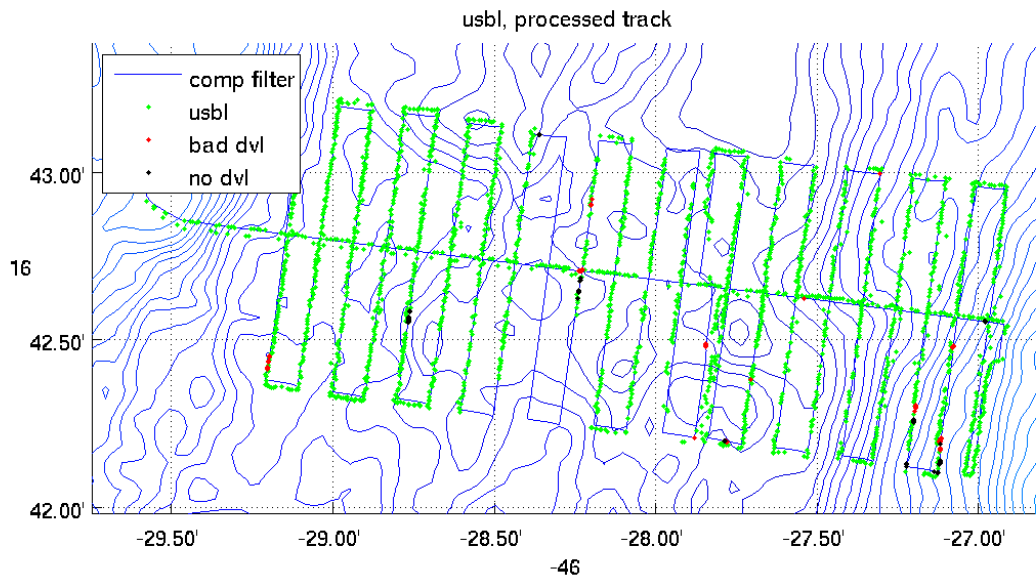 usbl, processed track
comp filter
usbl
bad dvl
no dvl
43.00'
16
42.50'
42.00'
-29.50' -29.00' -28.50' -28.00' -27.50' -27.00'
-46